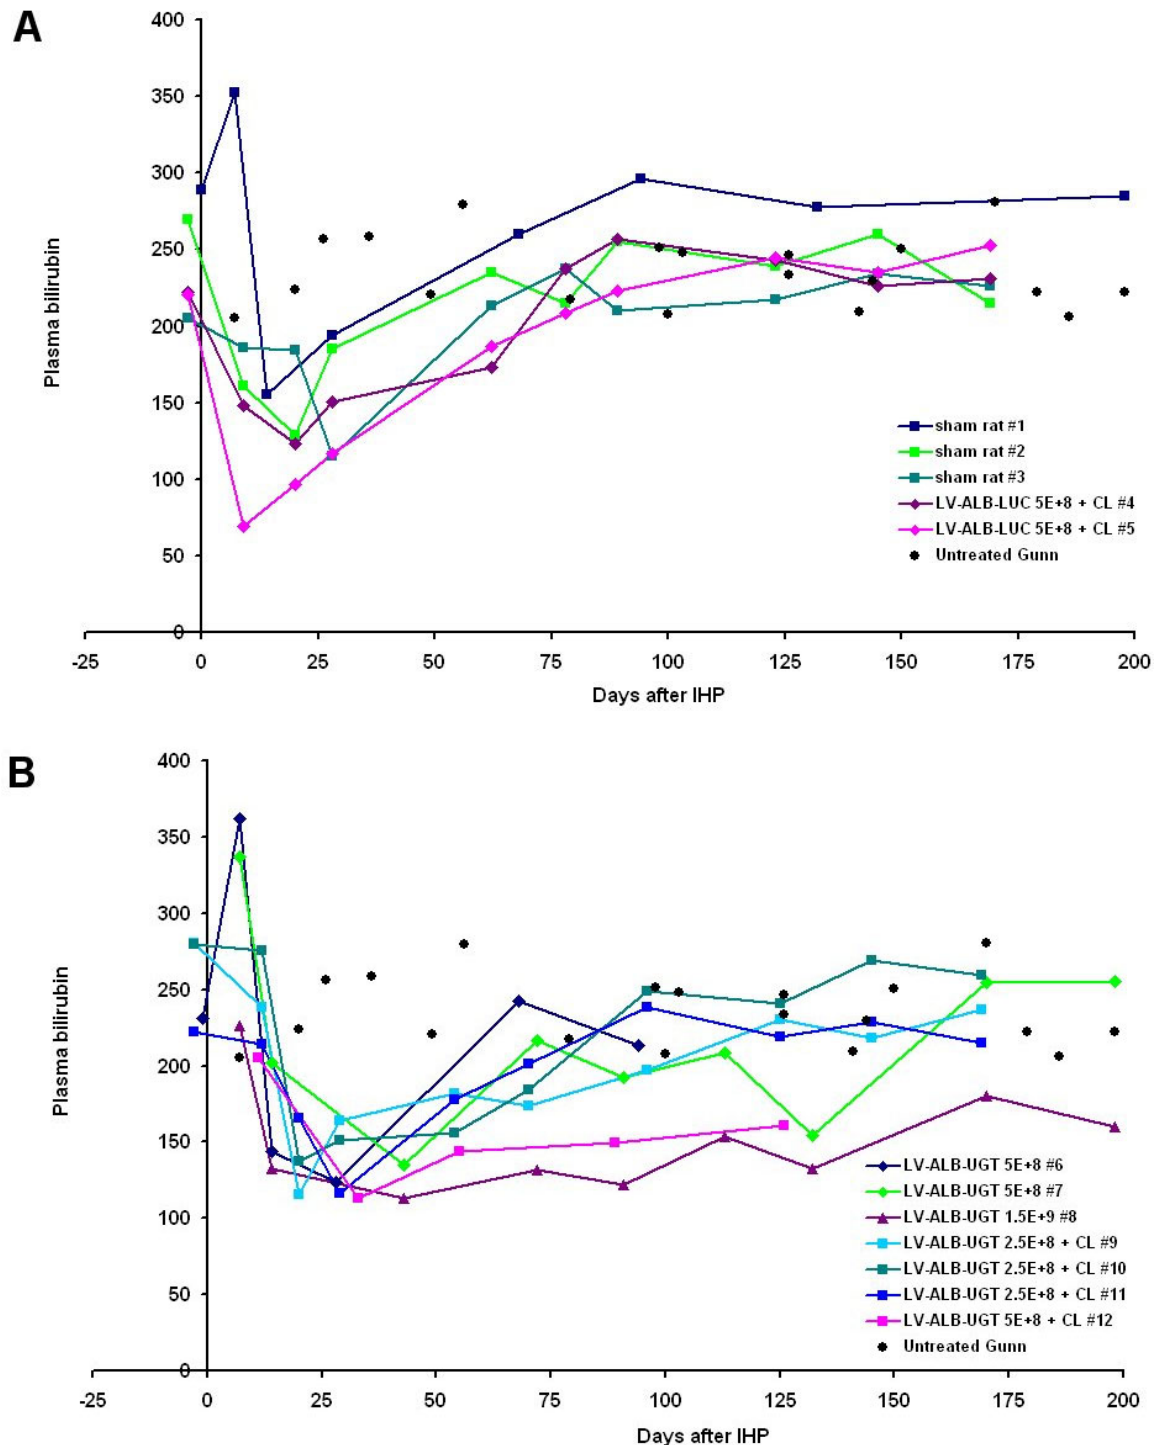 A
400
350
300
250
200
150
100
50
0
Plasma bilirubin
-25 0 25 50 75 100 125 150 175 200
Days after IHP
sham rat #1
sham rat #2
sham rat #3
LV-ALB-LUC 5E+8 + CL #4
LV-ALB-LUC 5E+8 + CL #5
Untreated Gunn
B
400
350
300
250
200
150
100
50
0
Plasma bilirubin
-25 0 25 50 75 100 125 150 175 200
Days after IHP
LV-ALB-UGT 5E+8 #6
LV-ALB-UGT 5E+8 #7
LV-ALB-UGT 1.5E+9 #8
LV-ALB-UGT 2.5E+8 + CL #9
LV-ALB-UGT 2.5E+8 + CL #10
LV-ALB-UGT 2.5E+8 + CL #11
LV-ALB-UGT 5E+8 + CL #12
Untreated Gunn